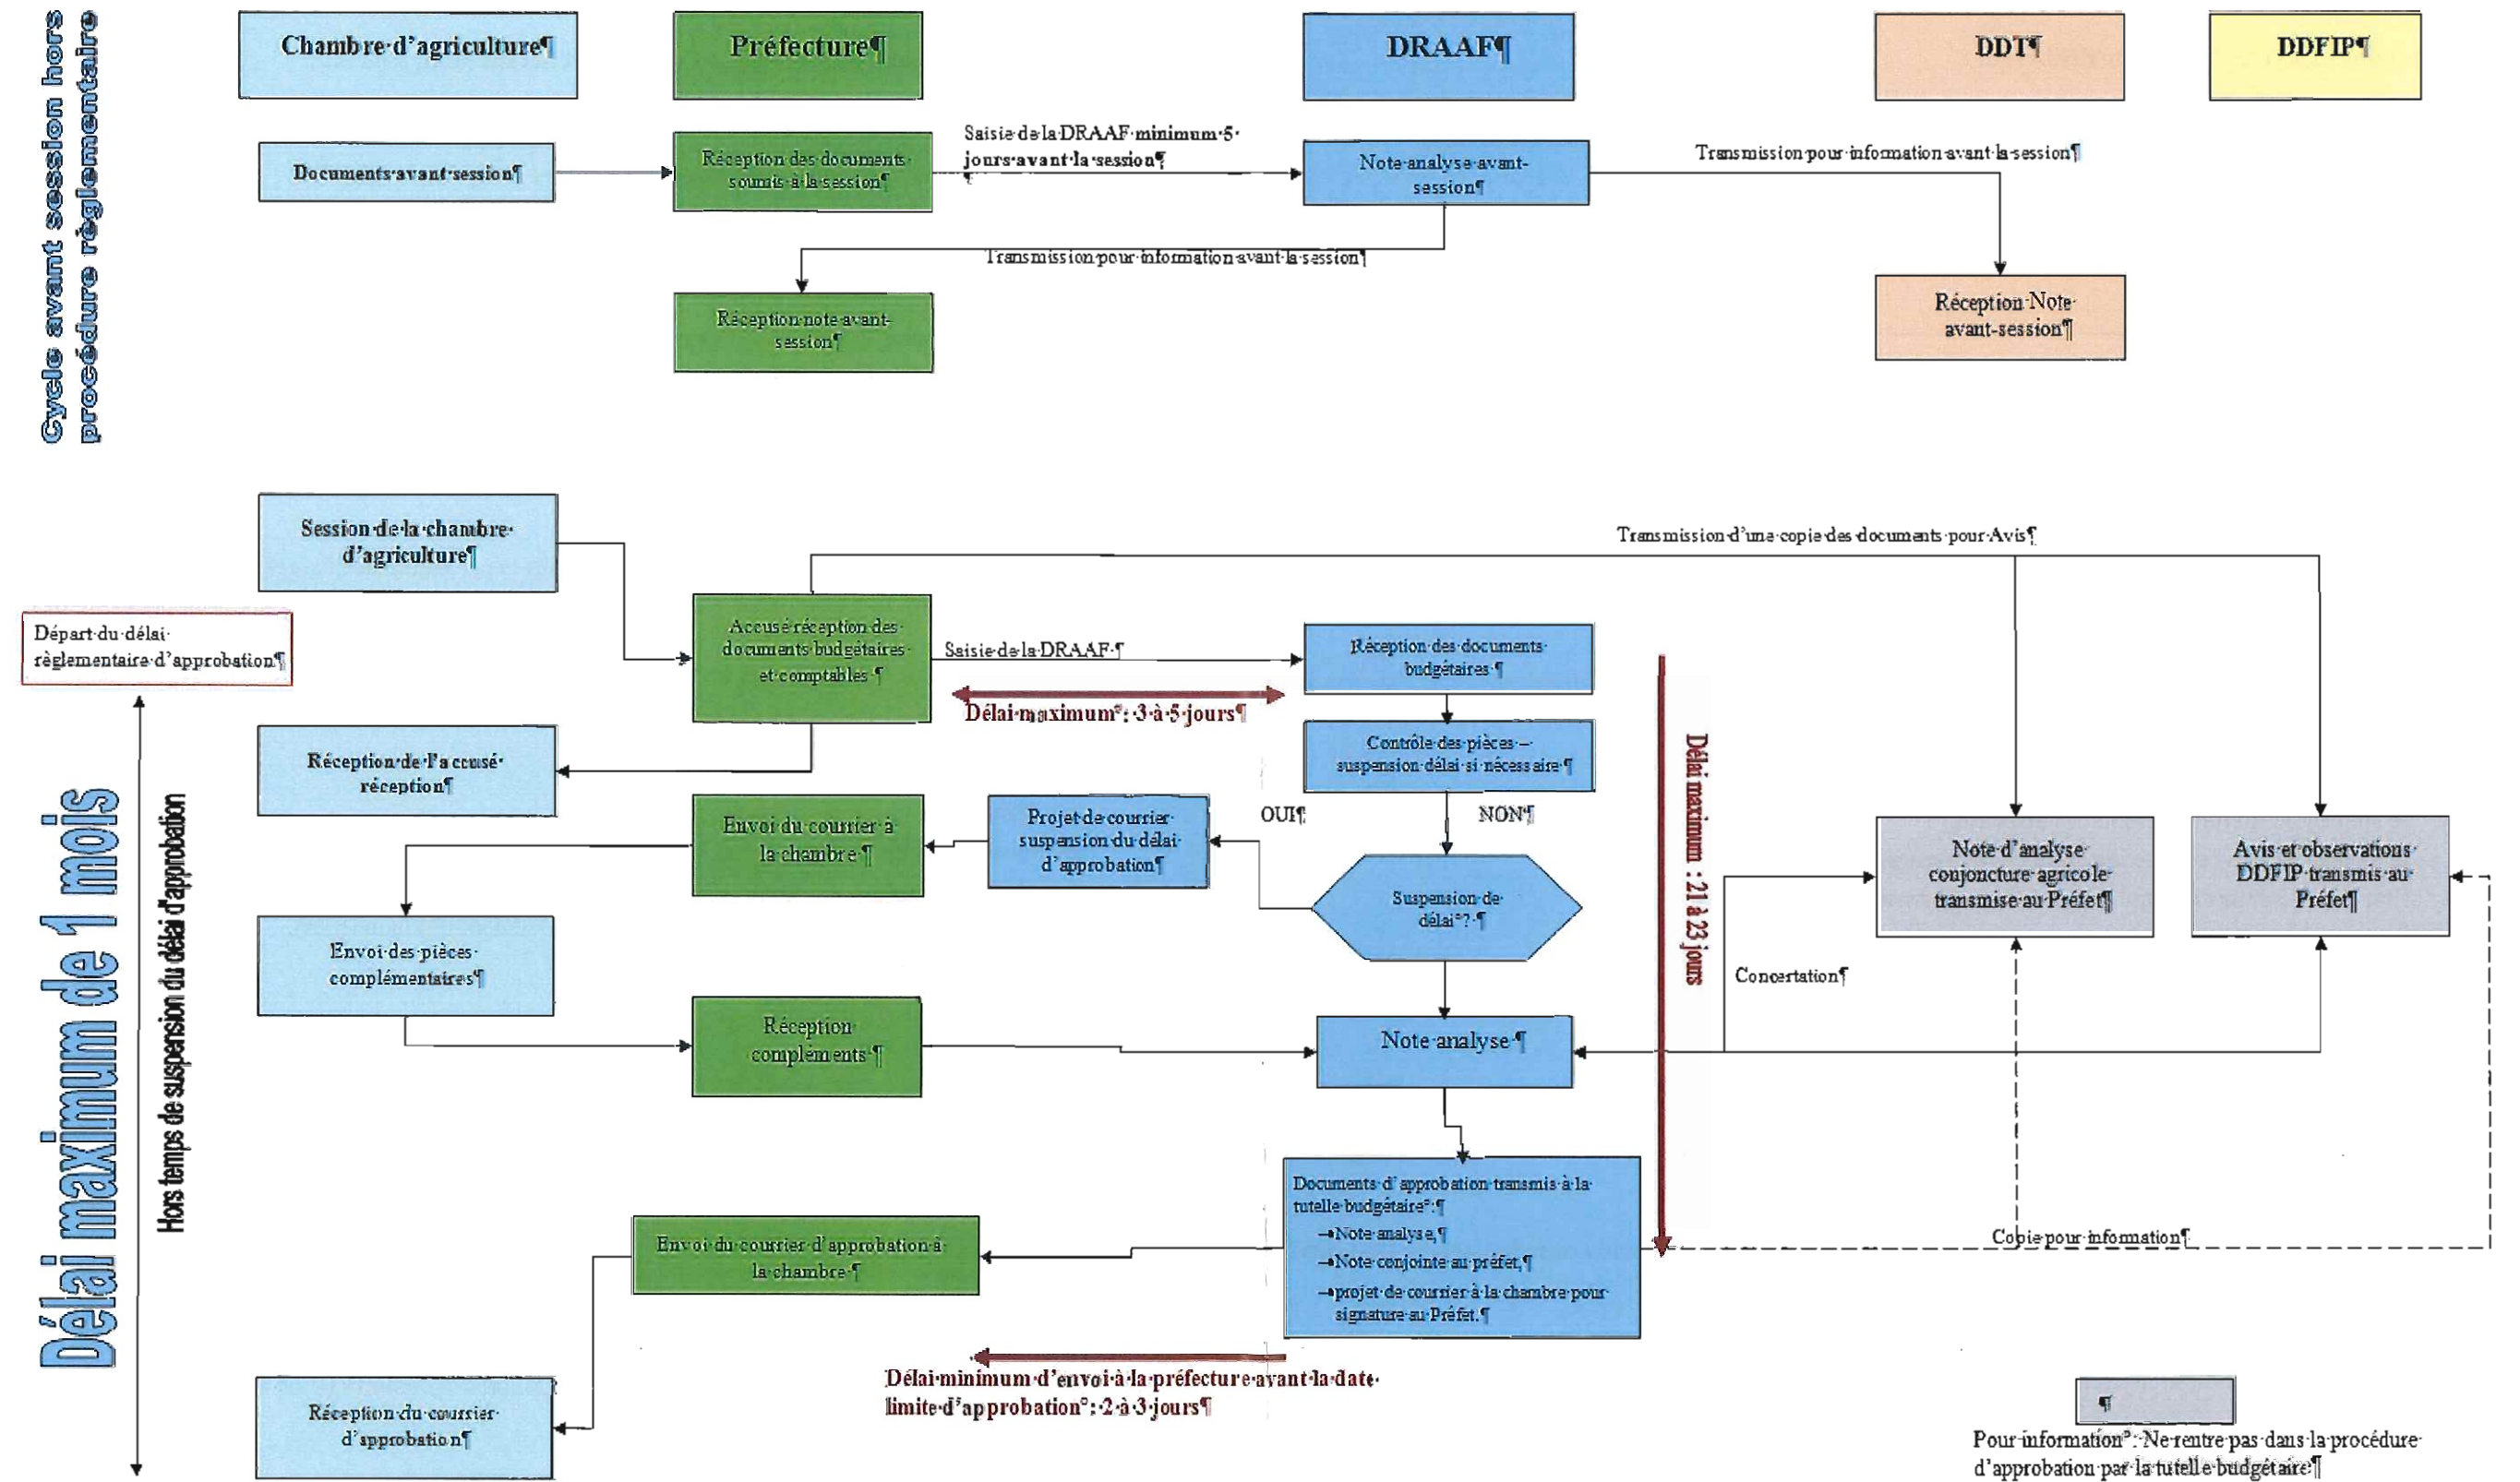 Cycle avant session hors
procédure règlementaire
Chambre d'agriculture¶
Préfecture¶
DRAAF¶
DDT¶
DDFIP¶
Documents avant session¶
Réception des documents
soumis à la session¶
Saisie de la DRAAF minimum 5
jours avant la session¶
¶
Note analyse avant-
session¶
Transmission pour information avant la session¶
Transmission pour information avant la session¶
Réception note avant-
session¶
Réception Note
avant-session¶
Session de la chambre
d'agriculture¶
Transmission d'une copie des documents pour Avis¶
Départ du délai
règlementaire d'approbation¶
Accusé réception des
documents budgétaires
et comptables ¶
Saisie de la DRAAF ¶
Réception des documents
budgétaires ¶
Délai maximum° : 3 à 5 jours¶
Réception de l'accusé
réception¶
Contrôle des pièces –
suspension délai si nécessaire ¶
Délai maximum : 21 à 23 jours
OUI¶
NON¶
Envoi du courrier à
la chambre ¶
Projet de courrier
suspension du délai
d'approbation¶
Suspension de
délai° ? ¶
Note d'analyse
conjoncture agricole
transmise au Préfet¶
Avis et observations
DDFIP transmis au
Préfet¶
Délai maximum de 1 mois
Hors temps de suspension du délai d'approbation
Envoi des pièces
complémentaires¶
Concertation¶
Réception
compléments ¶
Note analyse ¶
Documents d'approbation transmis à la
tutelle budgétaire° :¶
→Note analyse,¶
→Note conjointe au préfet,¶
→projet de courrier à la chambre pour
signature au Préfet. ¶
Envoi du courrier d'approbation à
la chambre ¶
Copie pour information¶
Délai minimum d'envoi à la préfecture avant la date
limite d'approbation° : 2 à 3 jours¶
Réception du courrier
d'approbation¶
¶
Pour information° : Ne rentre pas dans la procédure
d'approbation par la tutelle budgétaire¶